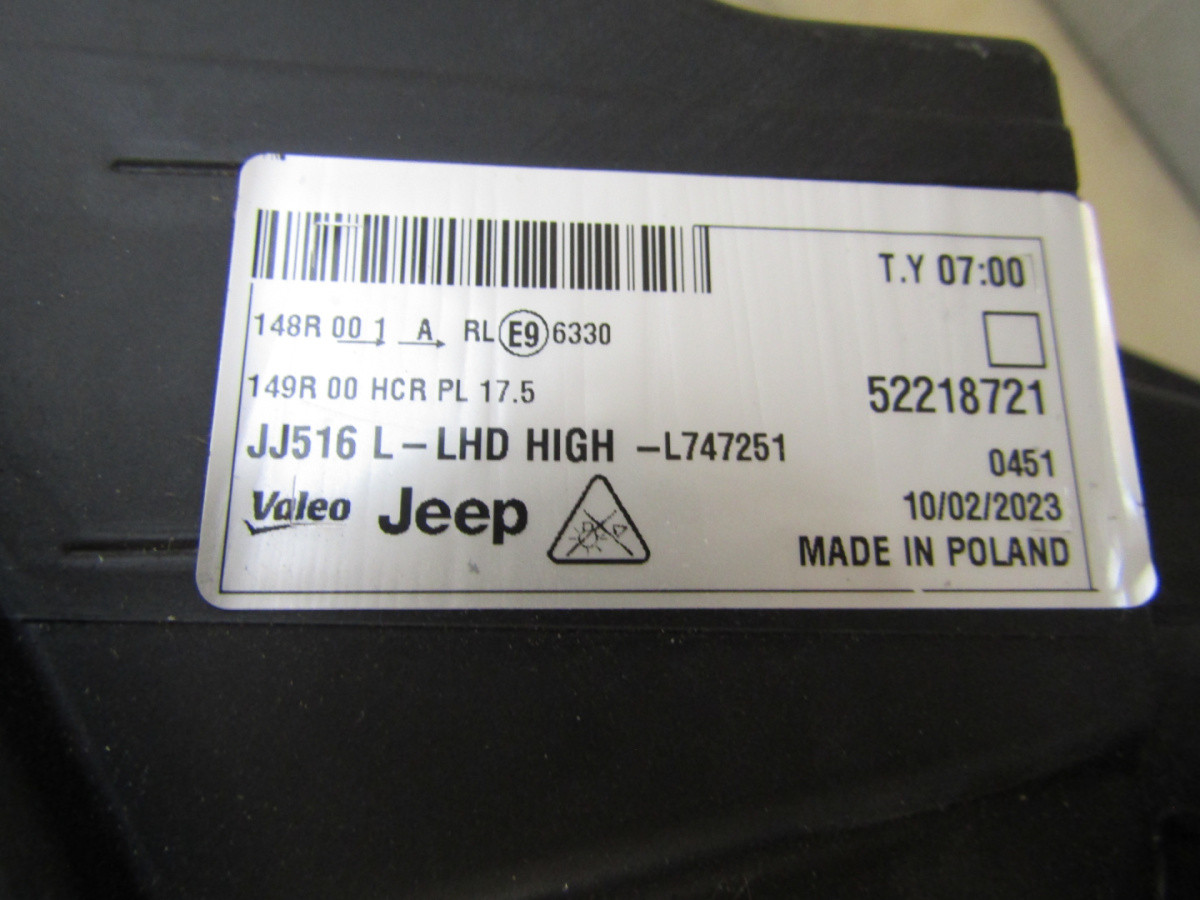 T.Y 07:00
148R 00 1 A RL E9 6330
149R 00 HCR PL 17.5
52218721
JJ516 L-LHD HIGH -L747251
0451
Valeo Jeep
10/02/2023
MADE IN POLAND